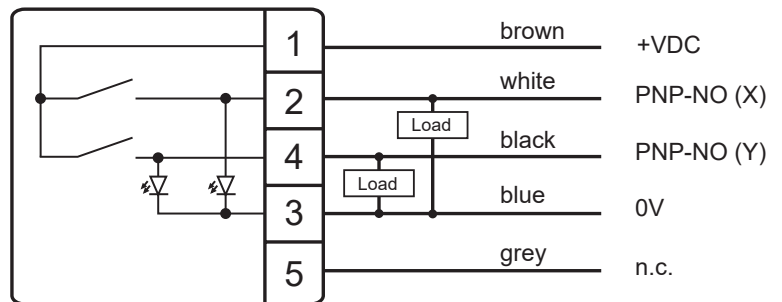 1 brown +VDC
2 white PNP-NO (X)
Load
4 black PNP-NO (Y)
Load
3 blue 0V
5 grey n.c.